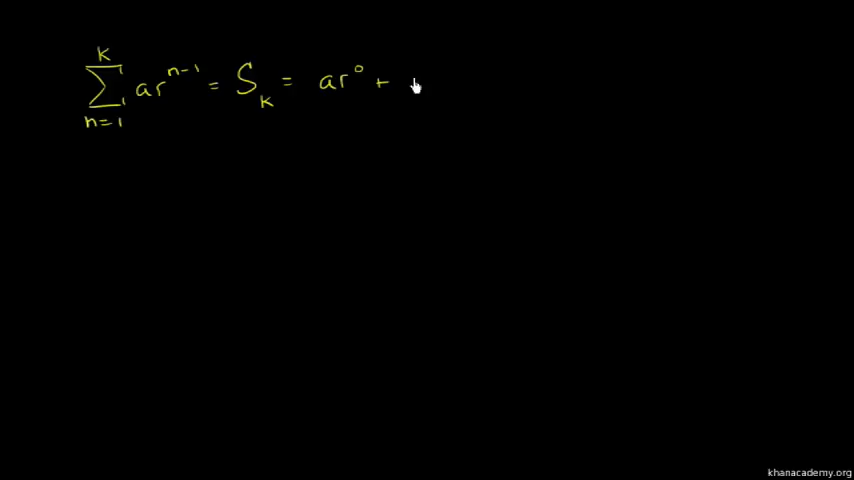 K
∑ ar^(n-1) = S_K = ar^0 +
n=1
khanacademy.org